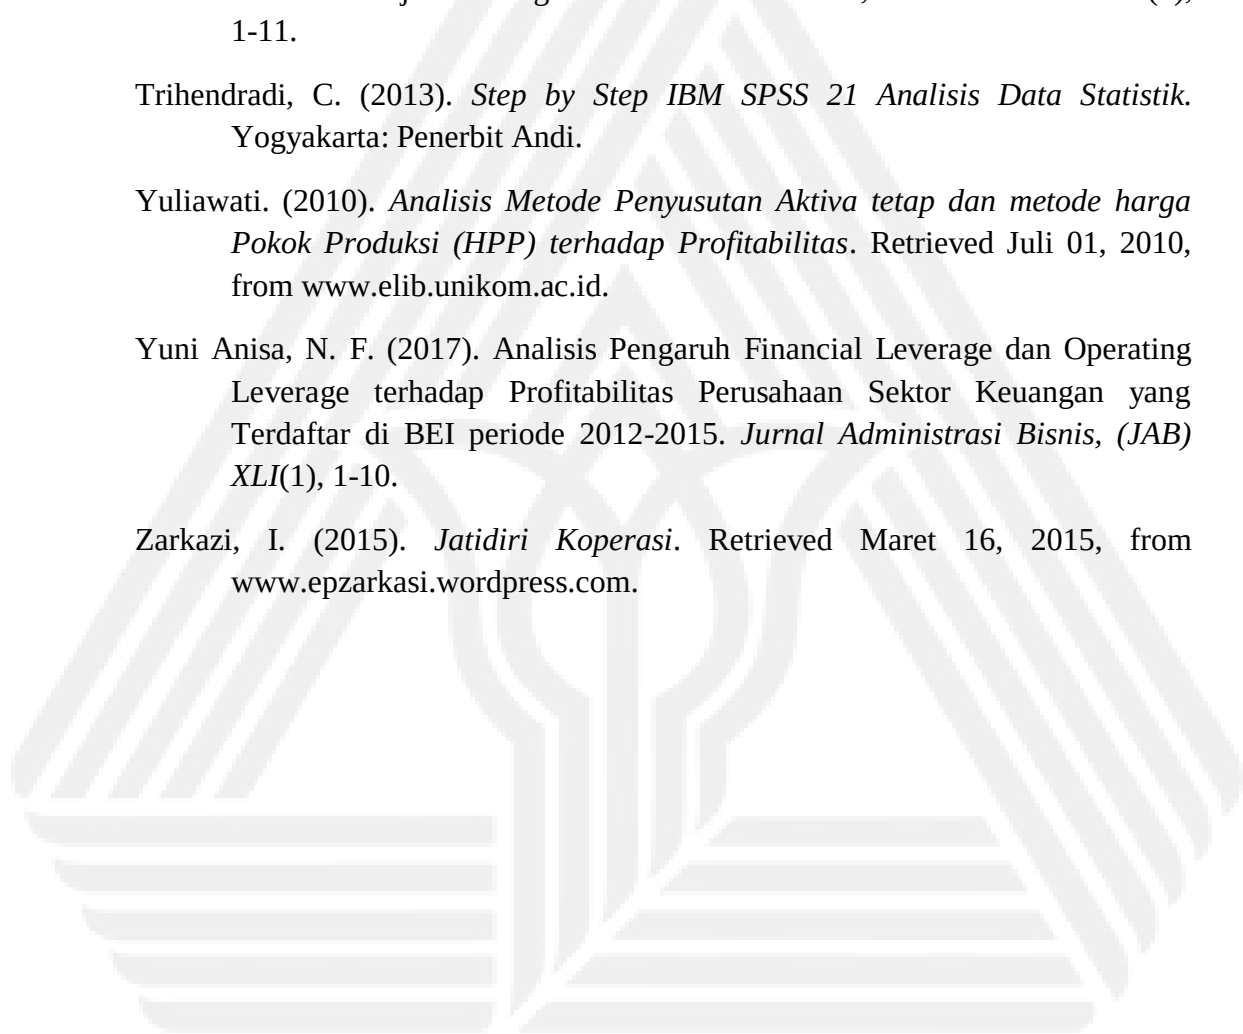 1-11.
Trihendradi, C. (2013). Step by Step IBM SPSS 21 Analisis Data Statistik.
Yogyakarta: Penerbit Andi.
Yuliawati. (2010). Analisis Metode Penyusutan Aktiva tetap dan metode harga
Pokok Produksi (HPP) terhadap Profitabilitas. Retrieved Juli 01, 2010,
from www.elib.unikom.ac.id.
Yuni Anisa, N. F. (2017). Analisis Pengaruh Financial Leverage dan Operating
Leverage terhadap Profitabilitas Perusahaan Sektor Keuangan yang
Terdaftar di BEI periode 2012-2015. Jurnal Administrasi Bisnis, (JAB)
XLI(1), 1-10.
Zarkazi, I. (2015). Jatidiri Koperasi. Retrieved Maret 16, 2015, from
www.epzarkasi.wordpress.com.